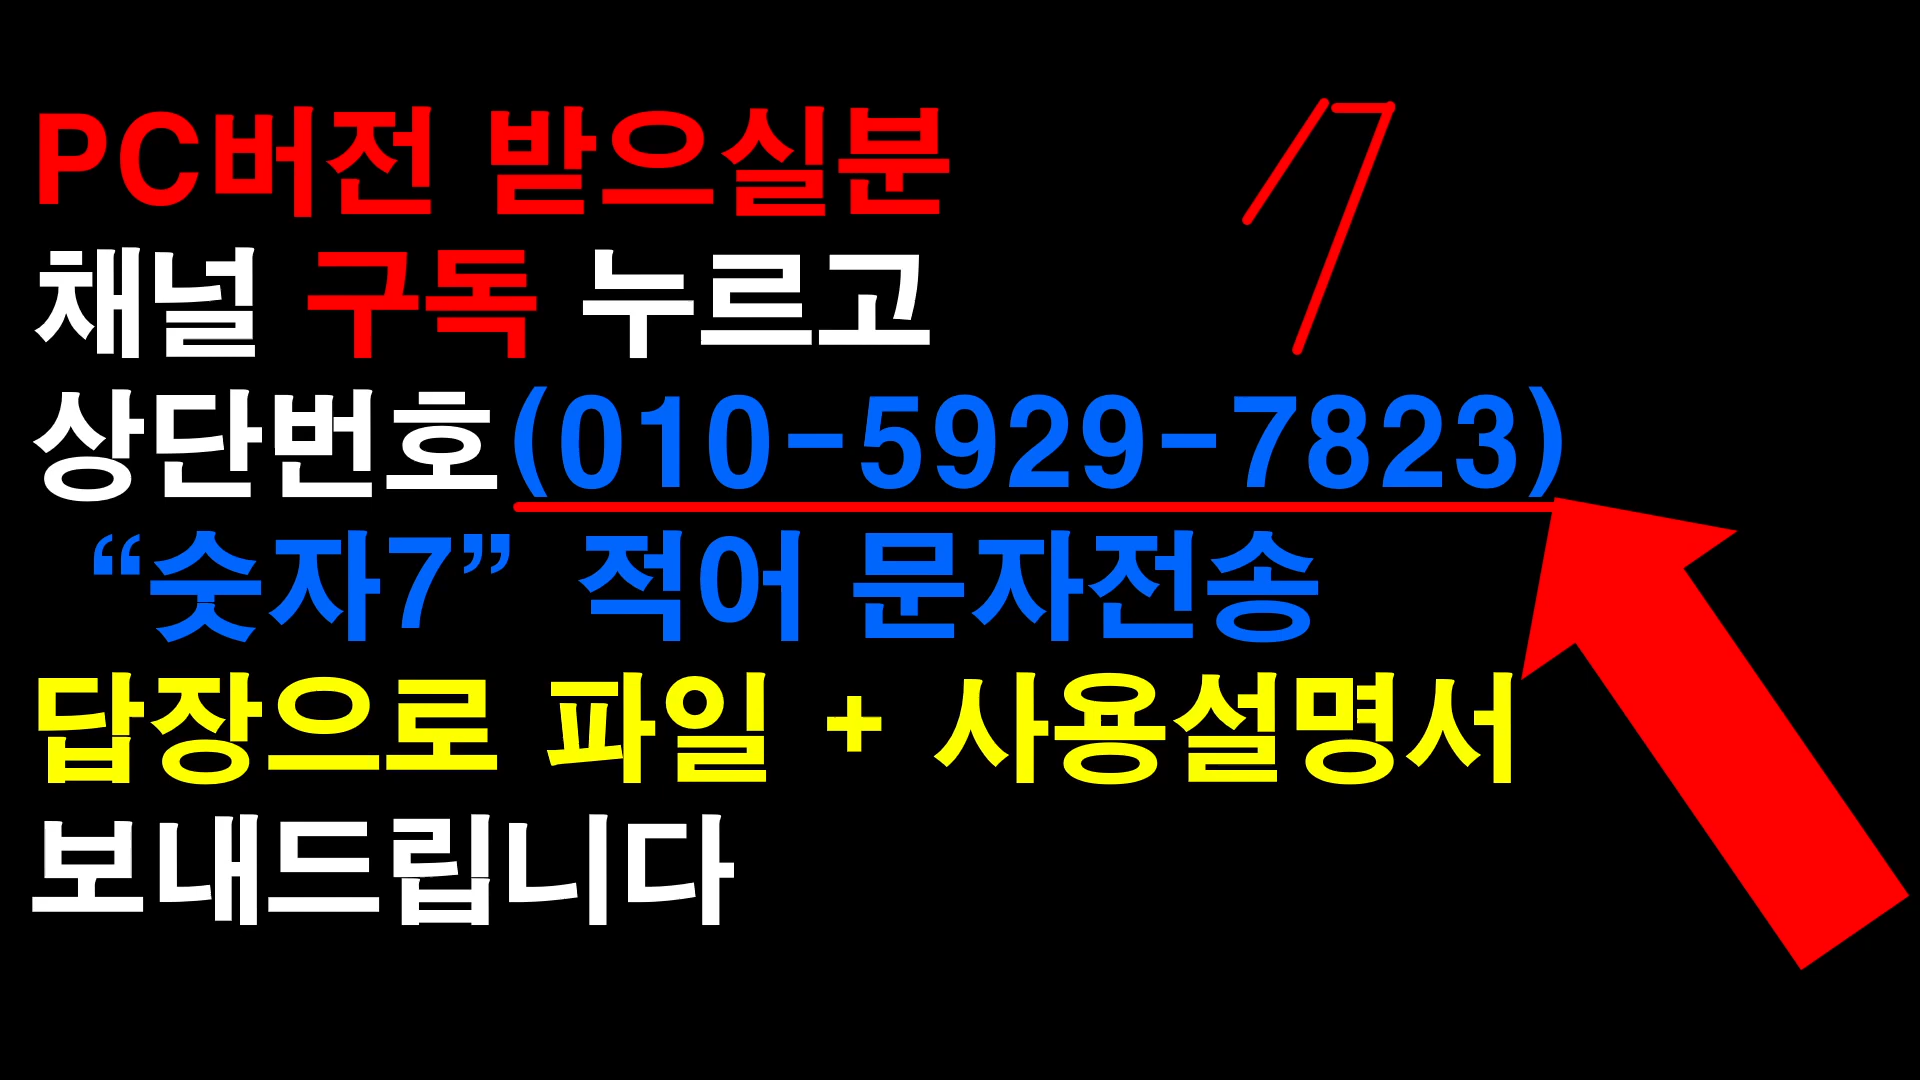 PC버전 받으실분
채널 구독 누르고
상단번호(010-5929-7823)
“숫자7” 적어 문자전송
답장으로 파일 + 사용설명서
보내드립니다
7